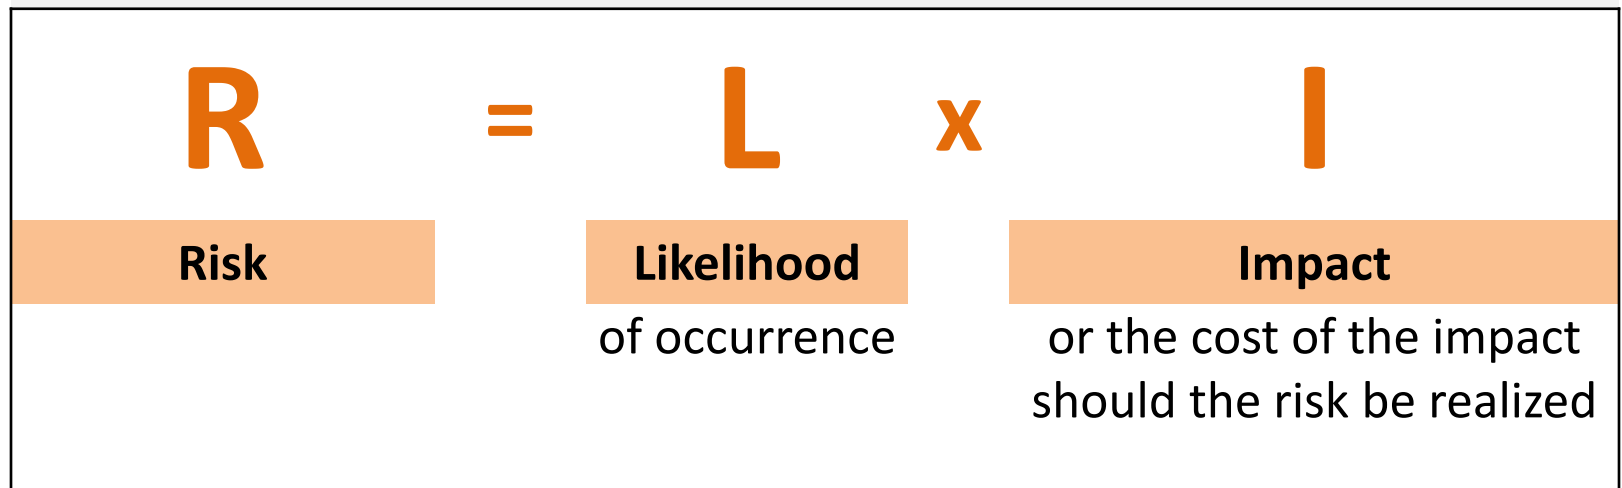 R = L x I
Risk Likelihood Impact
of occurrence or the cost of the impact
should the risk be realized